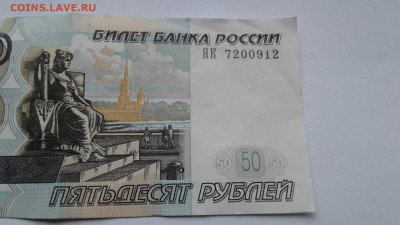 COINS.LAVE.RU
БИЛЕТ БАНКА РОССИИ
ЯК 7200912
50 50 50
ПЯТЬДЕСЯТ РУБЛЕЙ